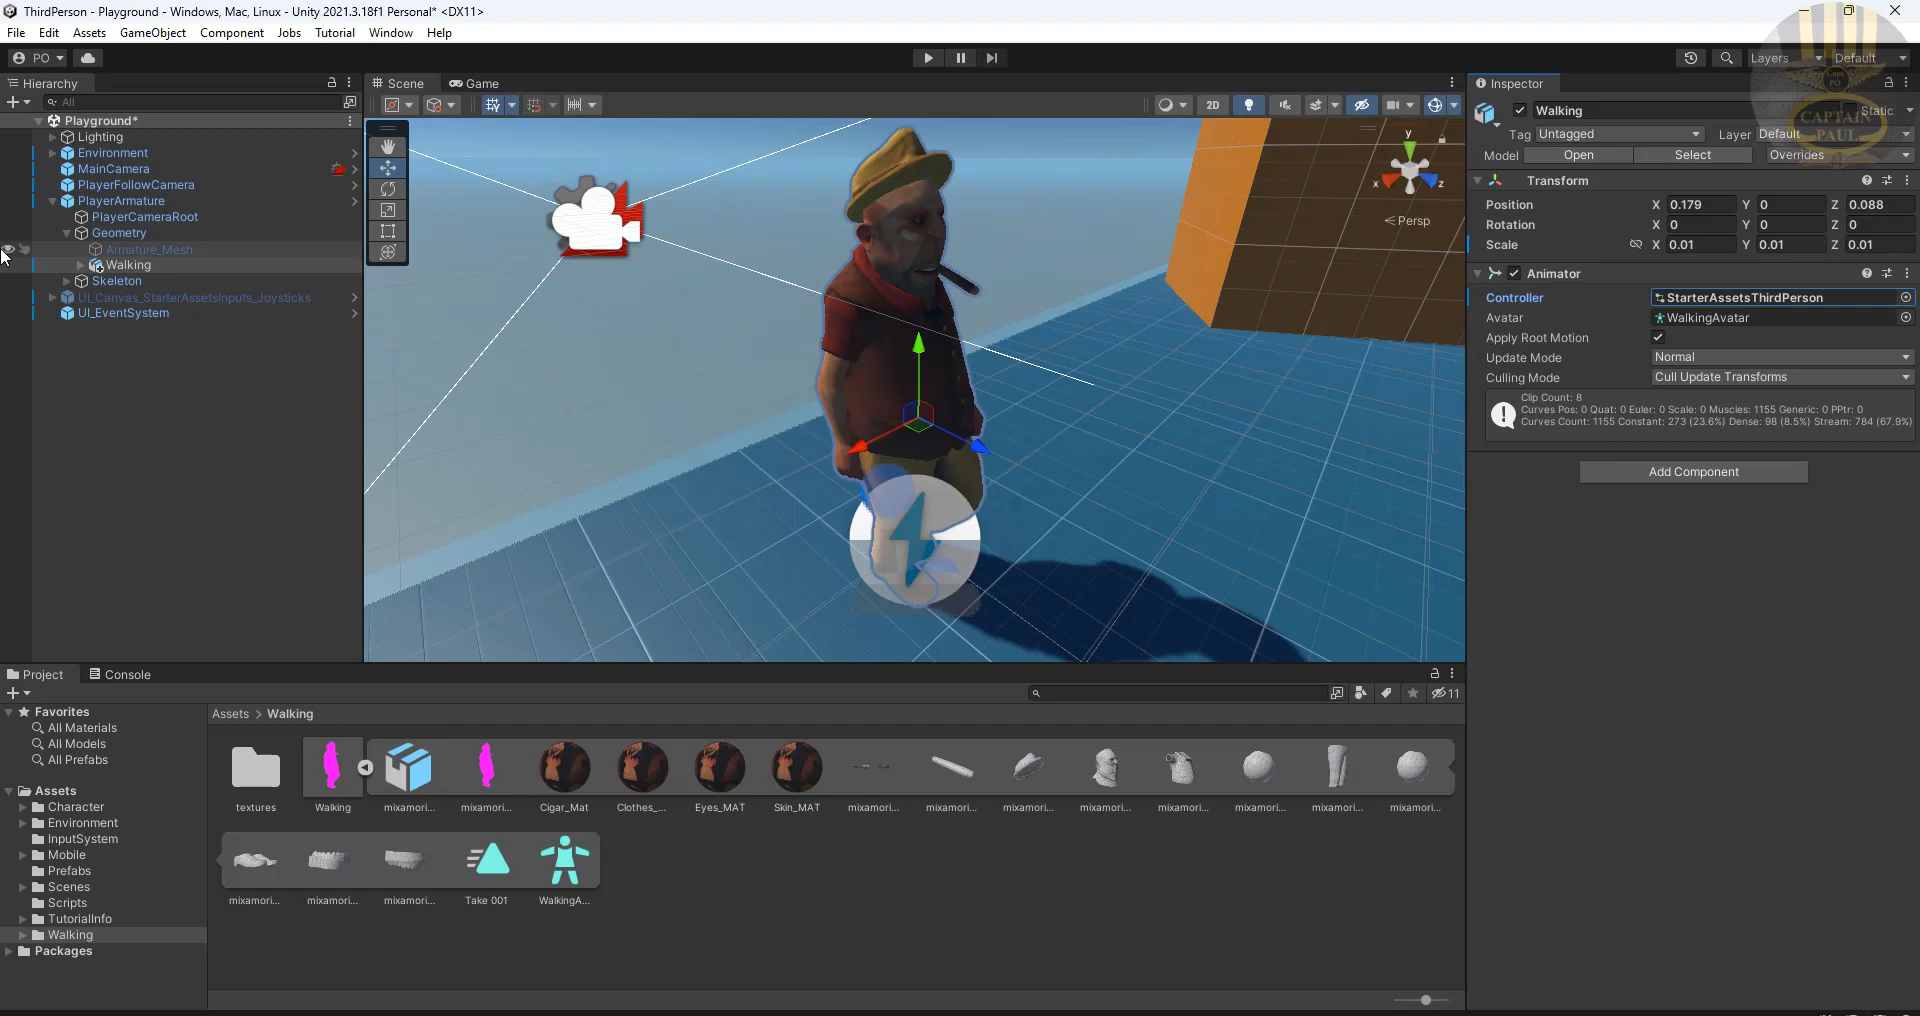 ThirdPerson - Playground - Windows, Mac, Linux - Unity 2021.3.18f1 Personal* <DX11>
File Edit Assets GameObject Component Jobs Tutorial Window Help
PO Layers Default
Hierarchy
All
Playground*
Lighting
Environment
MainCamera
PlayerFollowCamera
PlayerArmature
PlayerCameraRoot
Geometry
Armature_Mesh
Walking
Skeleton
UI_Canvas_StarterAssetsInputs_Joysticks
UI_EventSystem
Scene Game
2D
y
x z
Persp
Inspector
Walking Static
Tag Untagged Layer Default
Model Open Select Overrides
Transform
Position X 0.179 Y 0 Z 0.088
Rotation X 0 Y 0 Z 0
Scale X 0.01 Y 0.01 Z 0.01
Animator
Controller StarterAssetsThirdPerson
Avatar WalkingAvatar
Apply Root Motion
Update Mode Normal
Culling Mode Cull Update Transforms
Clip Count: 8
Curves Pos: 0 Quat: 0 Euler: 0 Scale: 0 Muscles: 1155 Generic: 0 PPtr: 0
Curves Count: 1155 Constant: 273 (23.6%) Dense: 98 (8.5%) Stream: 784 (67.9%)
Add Component
Capt PO
CAPTAIN
PAUL
Project Console
11
Favorites
All Materials
All Models
All Prefabs
Assets
Character
Environment
InputSystem
Mobile
Prefabs
Scenes
Scripts
TutorialInfo
Walking
Packages
Assets > Walking
textures Walking mixamori... mixamori... Cigar_Mat Clothes_... Eyes_MAT Skin_MAT mixamori... mixamori... mixamori... mixamori... mixamori... mixamori... mixamori... mixamori...
mixamori... mixamori... mixamori... Take 001 WalkingA...